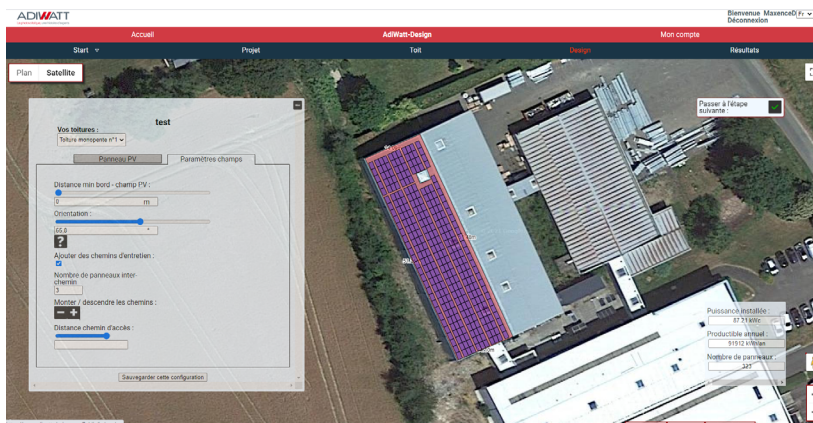 ADIWATT
Bienvenue MaxenceD
Fr
Déconnexion
Accueil
AdiWatt-Design
Mon compte
Start
Projet
Toit
Design
Résultats
Plan
Satellite
Passer à l'étape
suivante :
test
Vos toitures :
Toiture monopente n°1
Panneau PV
Paramètres champs
Distance min bord - champ PV :
0
m
Orientation :
65,0
°
?
Ajouter des chemins d'entretien :
Nombre de panneaux inter-
chemin
3
Monter / descendre les chemins :
Distance chemin d'accès :
Sauvegarder cette configuration
Puissance installée :
87.21 kWc
Productible annuel :
91912 kWh/an
Nombre de panneaux :
323